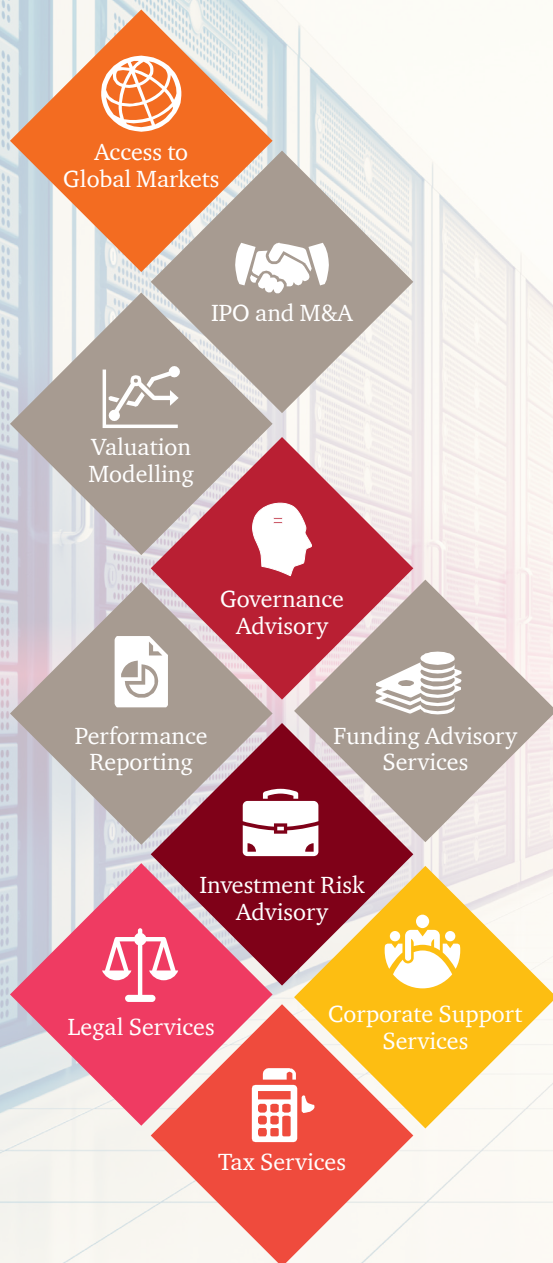 Access to
Global Markets
IPO and M&A
Valuation
Modelling
Governance
Advisory
Performance
Reporting
Funding Advisory
Services
Investment Risk
Advisory
Legal Services
Corporate Support
Services
Tax Services